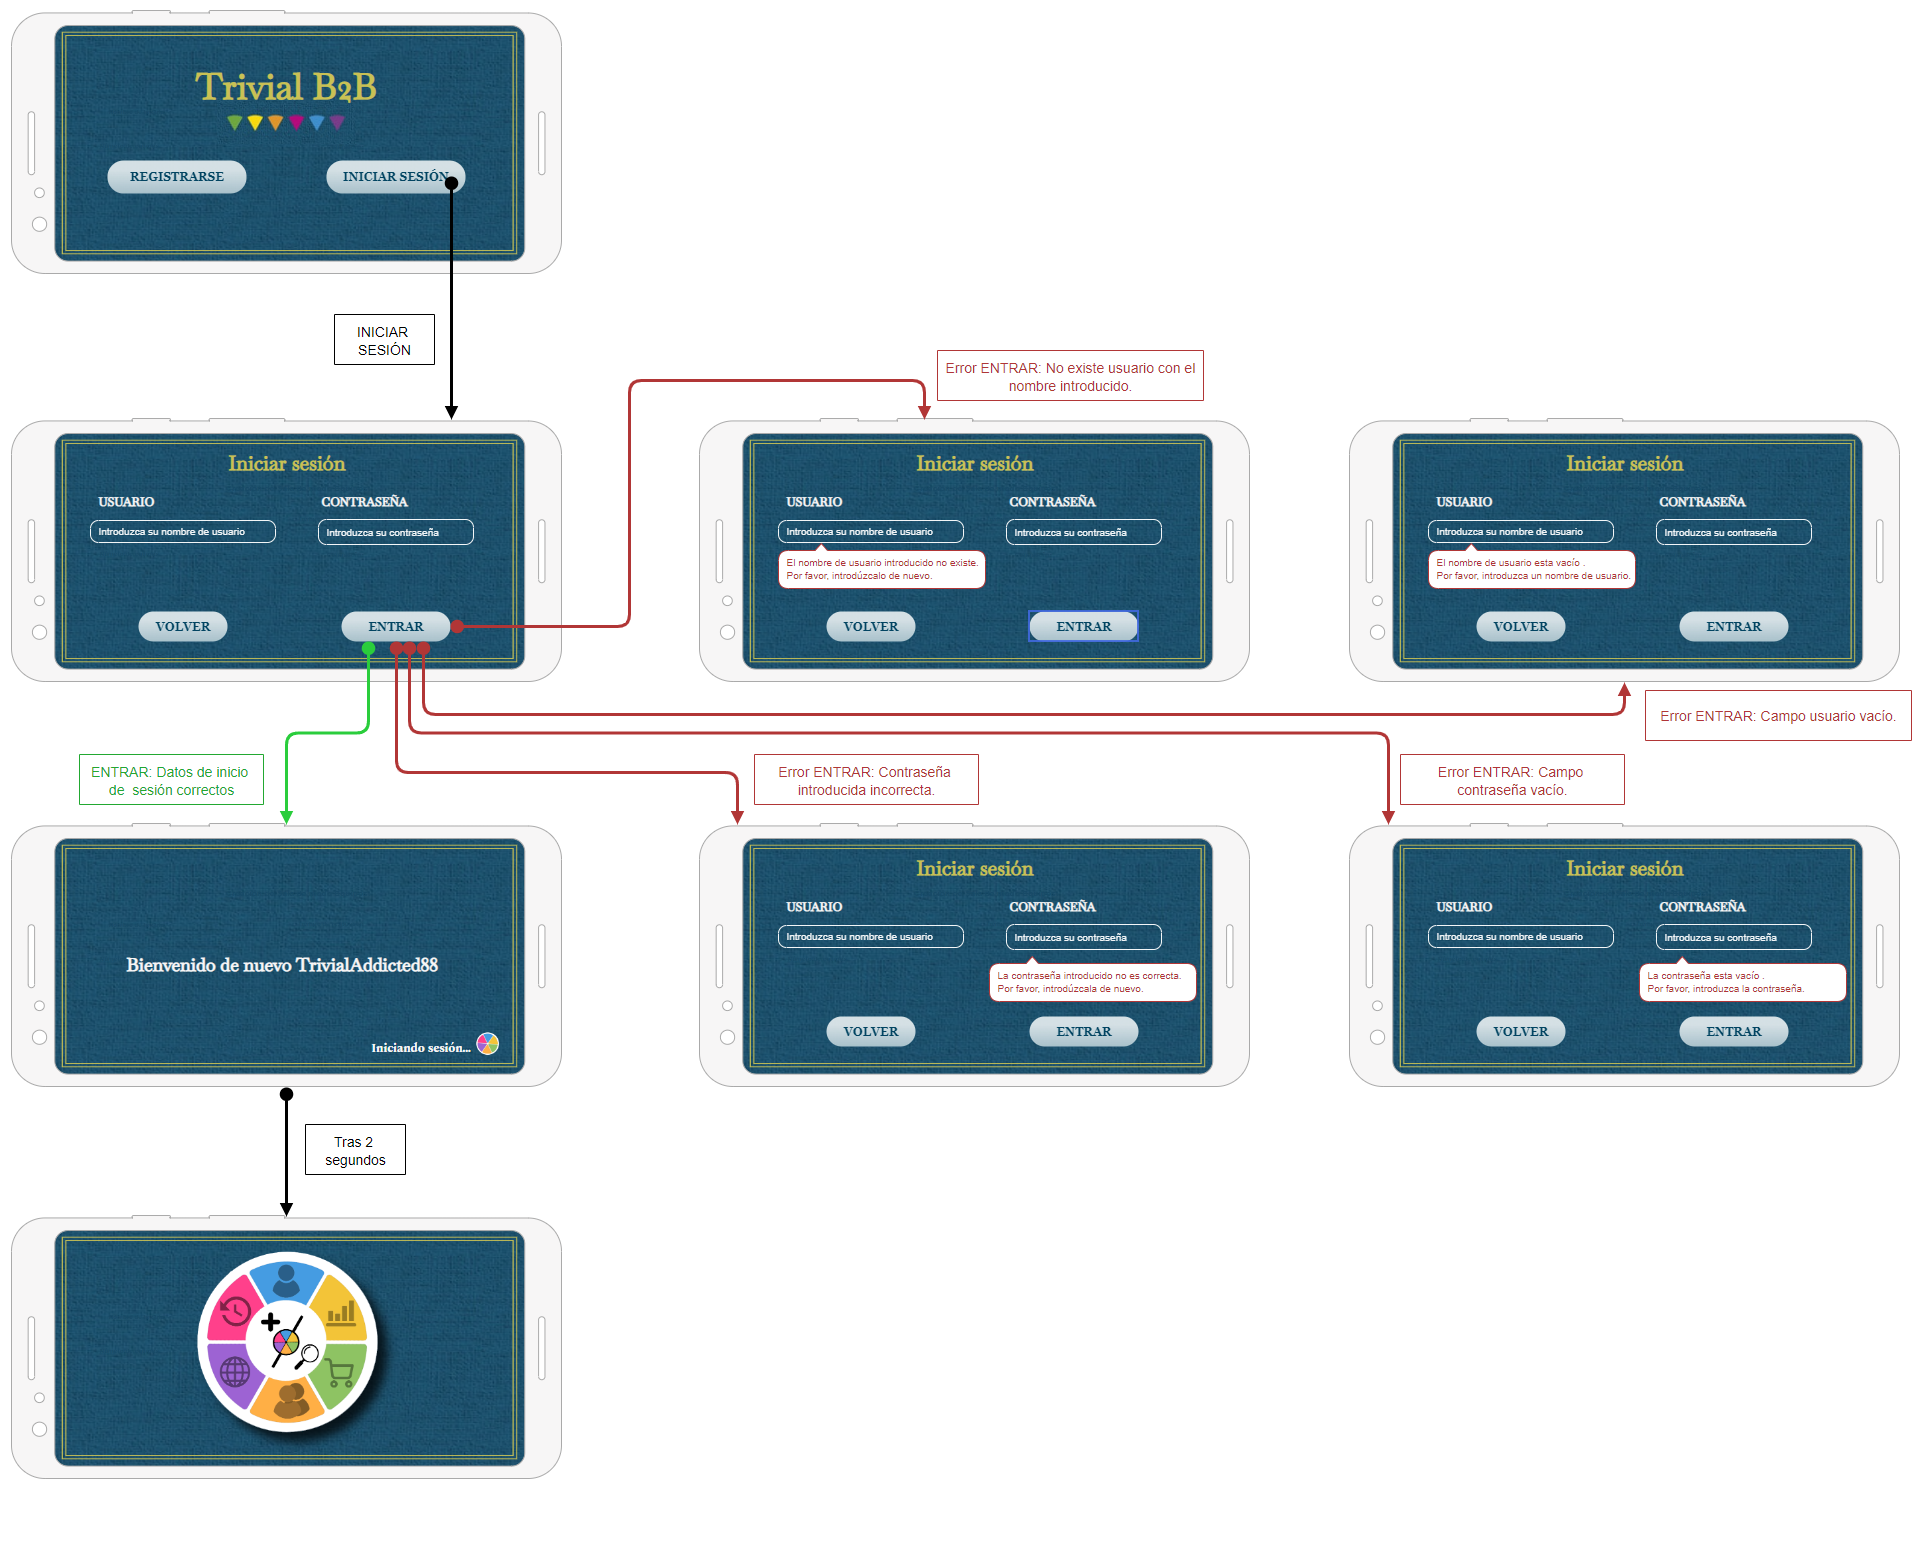 Trivial B2B
REGISTRARSE
INICIAR SESIÓN
INICIAR
SESIÓN
Error ENTRAR: No existe usuario con el
nombre introducido.
Iniciar sesión
USUARIO
CONTRASEÑA
Introduzca su nombre de usuario
Introduzca su contraseña
VOLVER
ENTRAR
Iniciar sesión
USUARIO
CONTRASEÑA
Introduzca su nombre de usuario
Introduzca su contraseña
El nombre de usuario introducido no existe.
Por favor, introdúzcalo de nuevo.
VOLVER
ENTRAR
Iniciar sesión
USUARIO
CONTRASEÑA
Introduzca su nombre de usuario
Introduzca su contraseña
El nombre de usuario esta vacío .
Por favor, introduzca un nombre de usuario.
VOLVER
ENTRAR
Error ENTRAR: Campo usuario vacío.
ENTRAR: Datos de inicio
de  sesión correctos
Error ENTRAR: Contraseña
introducida incorrecta.
Error ENTRAR: Campo
contraseña vacío.
Bienvenido de nuevo TrivialAddicted88
Iniciando sesión...
Iniciar sesión
USUARIO
CONTRASEÑA
Introduzca su nombre de usuario
Introduzca su contraseña
La contraseña introducido no es correcta.
Por favor, introdúzcala de nuevo.
VOLVER
ENTRAR
Iniciar sesión
USUARIO
CONTRASEÑA
Introduzca su nombre de usuario
Introduzca su contraseña
La contraseña esta vacío .
Por favor, introduzca la contraseña.
VOLVER
ENTRAR
Tras 2
segundos